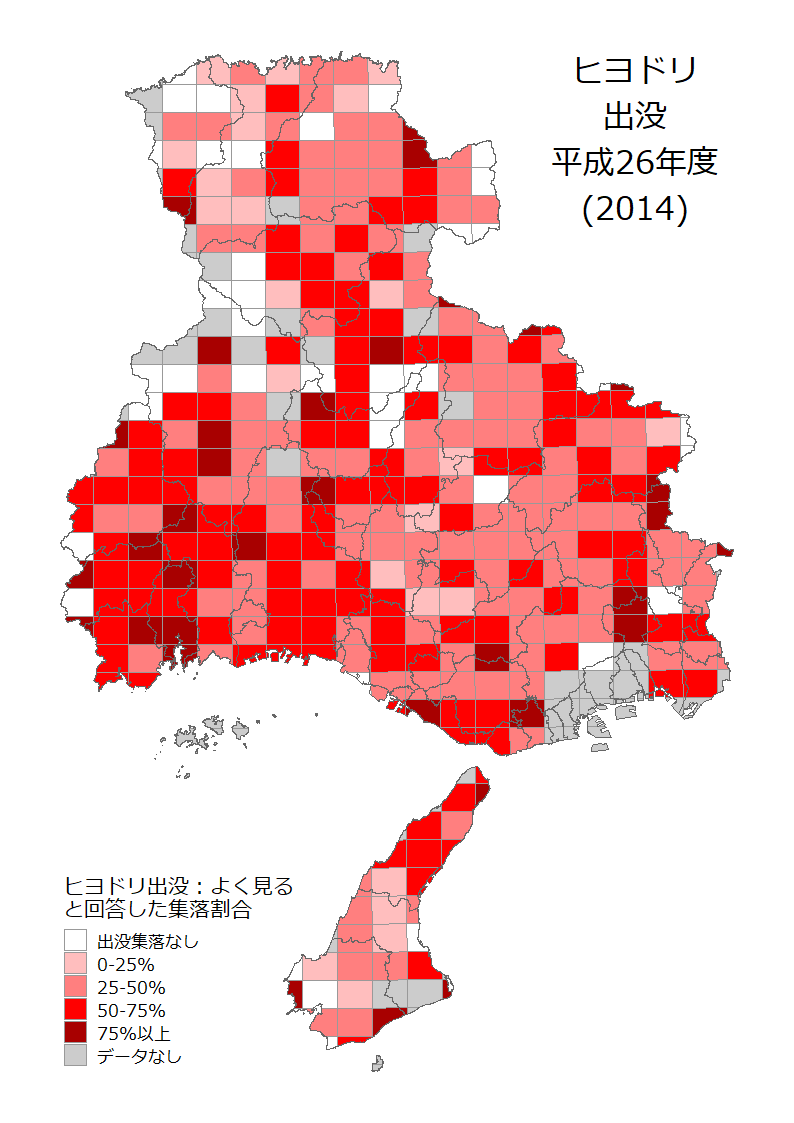 ヒヨドリ
出没
平成26年度
(2014)
ヒヨドリ出没：よく見る
と回答した集落割合
出没集落なし
0-25%
25-50%
50-75%
75%以上
データなし